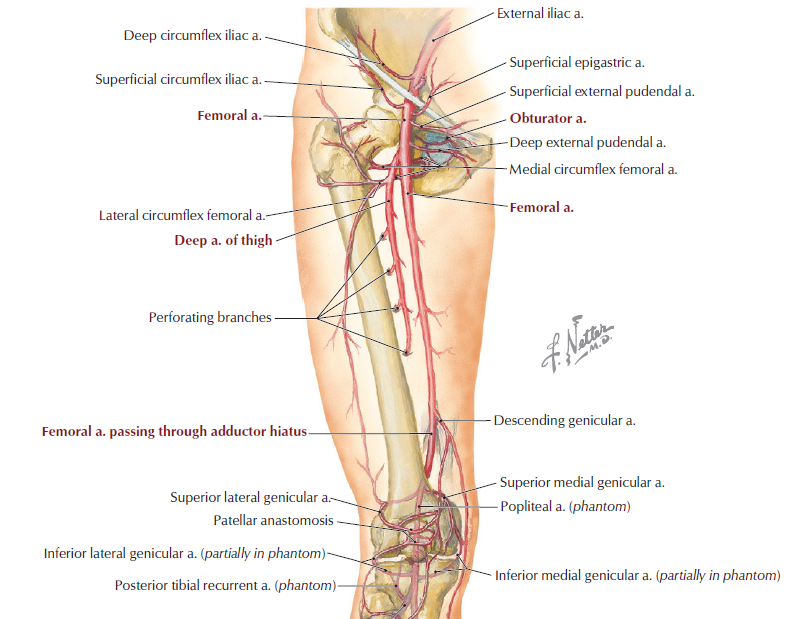 External iliac a.
Deep circumflex iliac a.
Superficial epigastric a.
Superficial circumflex iliac a.
Superficial external pudendal a.
Femoral a.
Obturator a.
Deep external pudendal a.
Medial circumflex femoral a.
Femoral a.
Lateral circumflex femoral a.
Deep a. of thigh
Perforating branches
F. Netter
M.D.
Descending genicular a.
Femoral a. passing through adductor hiatus
Superior medial genicular a.
Superior lateral genicular a.
Popliteal a. (phantom)
Patellar anastomosis
Inferior lateral genicular a. (partially in phantom)
Inferior medial genicular a. (partially in phantom)
Posterior tibial recurrent a. (phantom)